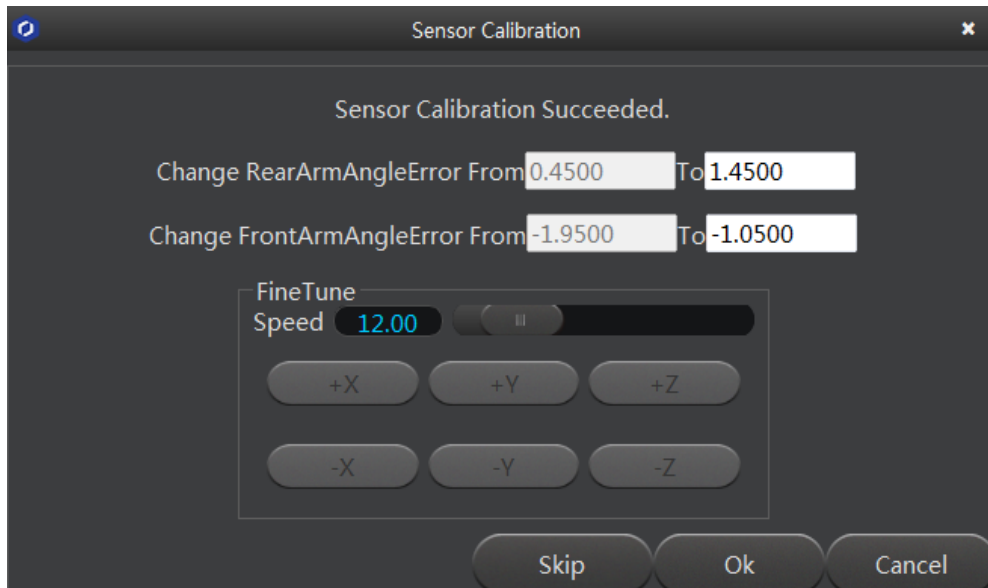 Sensor Calibration
Sensor Calibration Succeeded.
Change RearArmAngleError From 0.4500 To 1.4500
Change FrontArmAngleError From -1.9500 To -1.0500
FineTune
Speed 12.00
+X +Y +Z
-X -Y -Z
Skip Ok Cancel